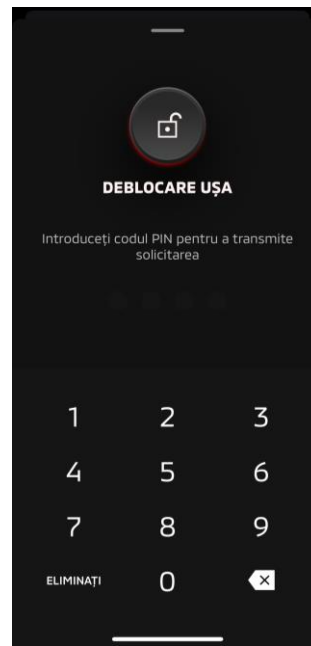 DEBLOCARE UȘA
Introduceți codul PIN pentru a transmite
solicitarea
1 2 3
4 5 6
7 8 9
ELIMINAȚI 0